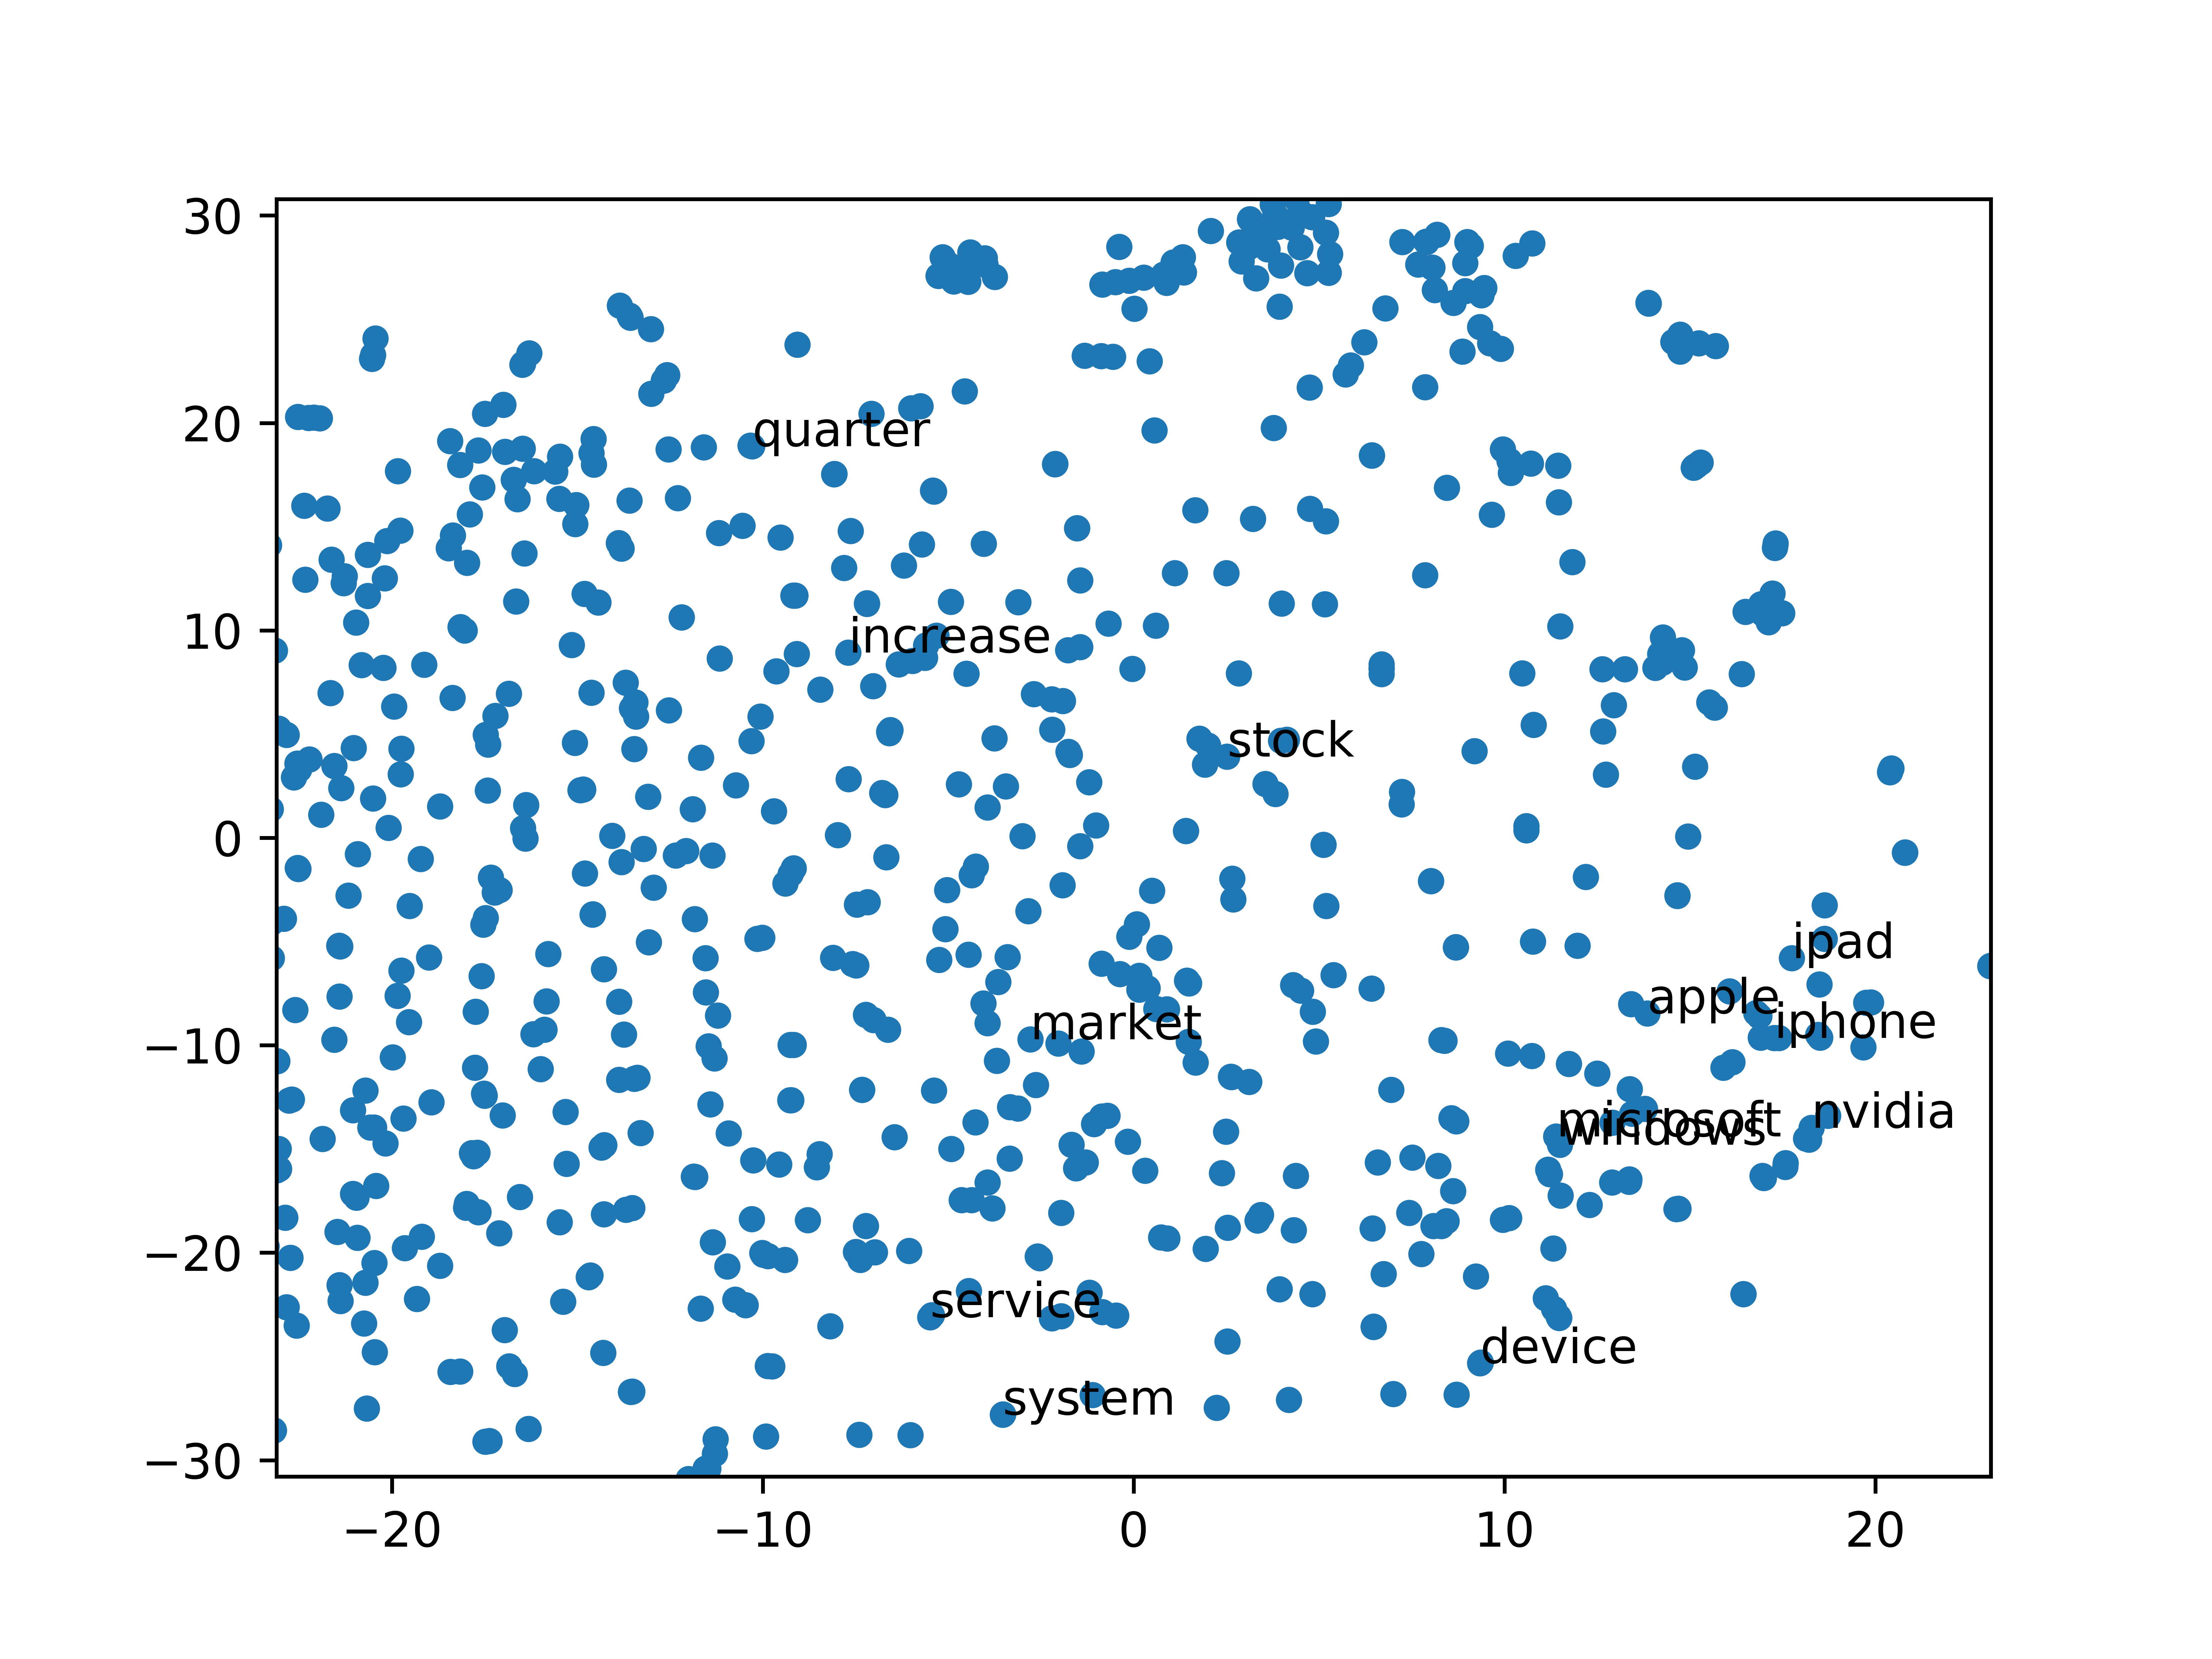 30
20
10
0
−10
−20
−30
quarter
increase
stock
ipad
apple
iphone
market
nvidia
microsoft
windows
service
device
system
−20
−10
0
10
20